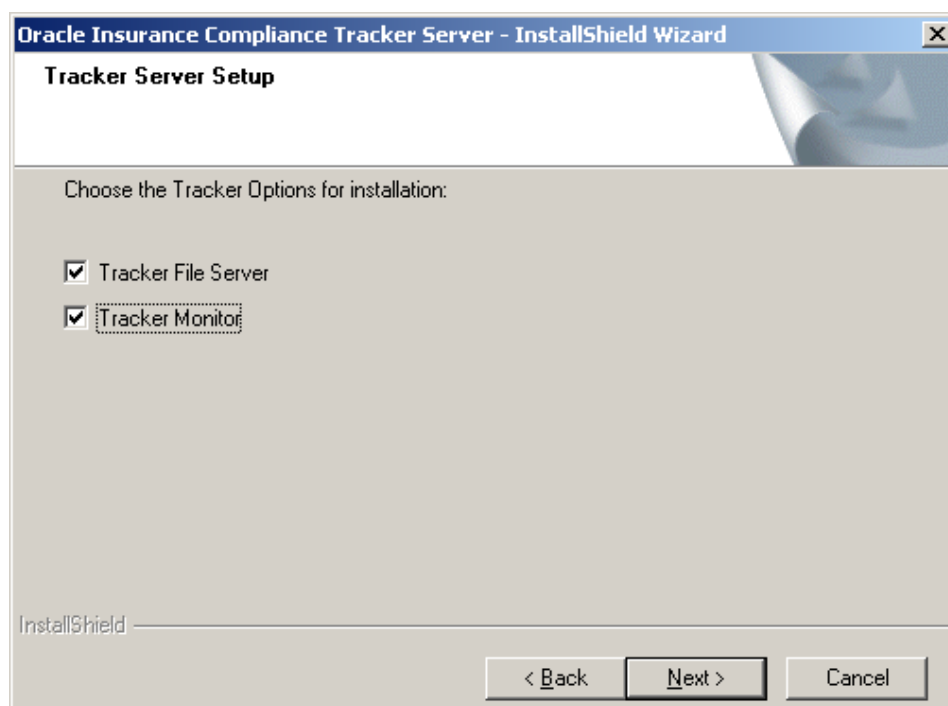 Oracle Insurance Compliance Tracker Server - InstallShield Wizard
Tracker Server Setup
Choose the Tracker Options for installation:
Tracker File Server
Tracker Monitor
InstallShield
< Back Next > Cancel